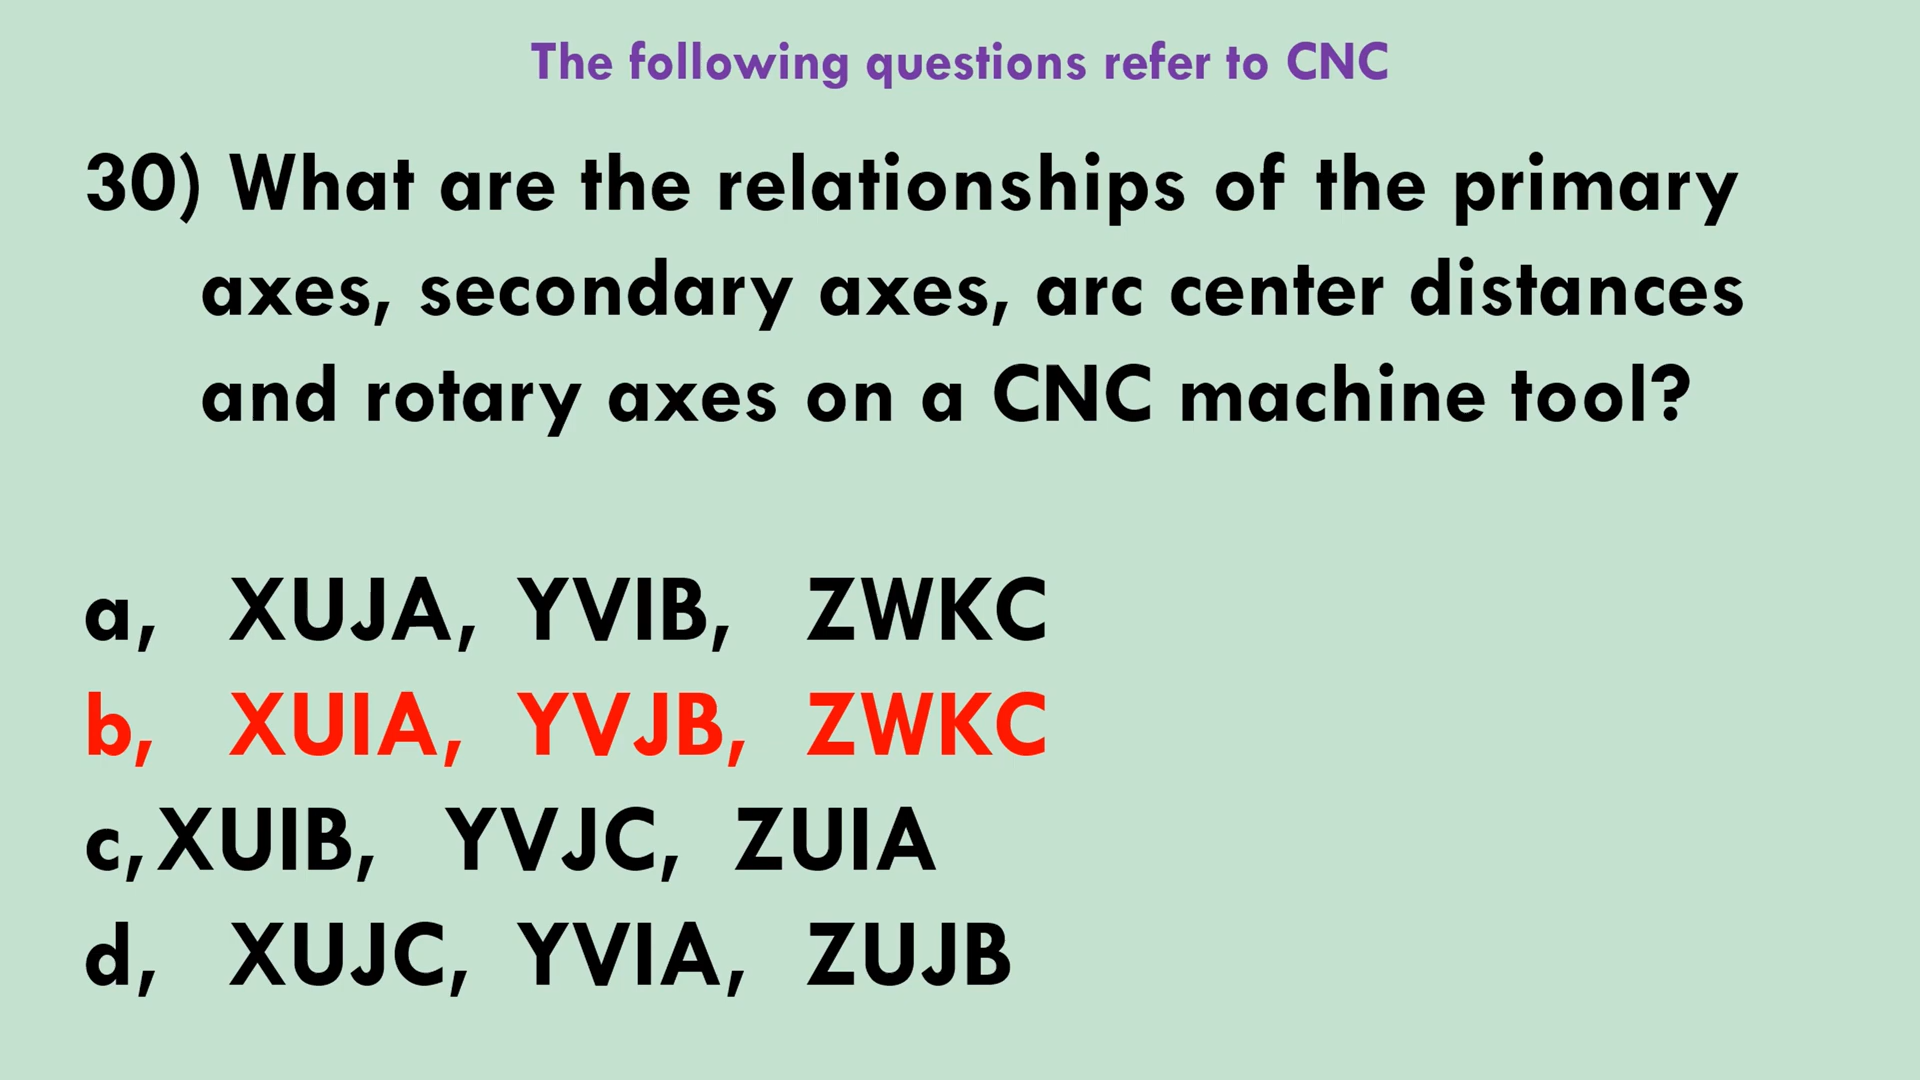 The following questions refer to CNC
30) What are the relationships of the primary
axes, secondary axes, arc center distances
and rotary axes on a CNC machine tool?
a, XUJA, YVIB, ZWKC
b, XUIA, YVJB, ZWKC
c, XUIB, YVJC, ZUIA
d, XUJC, YVIA, ZUJB